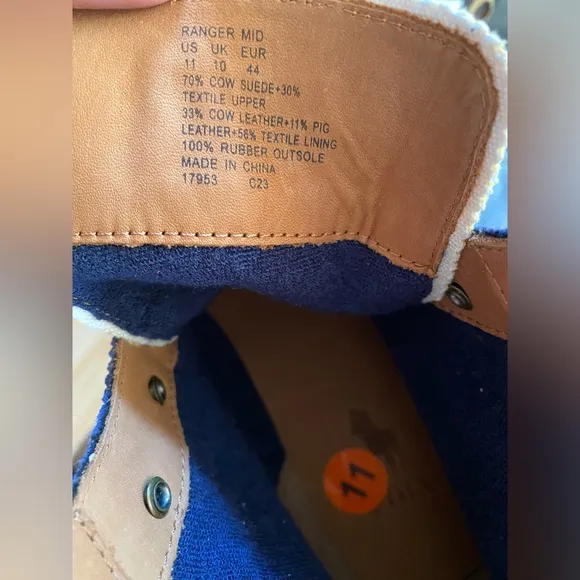 RANGER MID
US UK EUR
11 10 44
70% COW SUEDE+30%
TEXTILE UPPER
33% COW LEATHER+11% PIG
LEATHER+56% TEXTILE LINING
100% RUBBER OUTSOLE
MADE IN CHINA
17953 C23
11